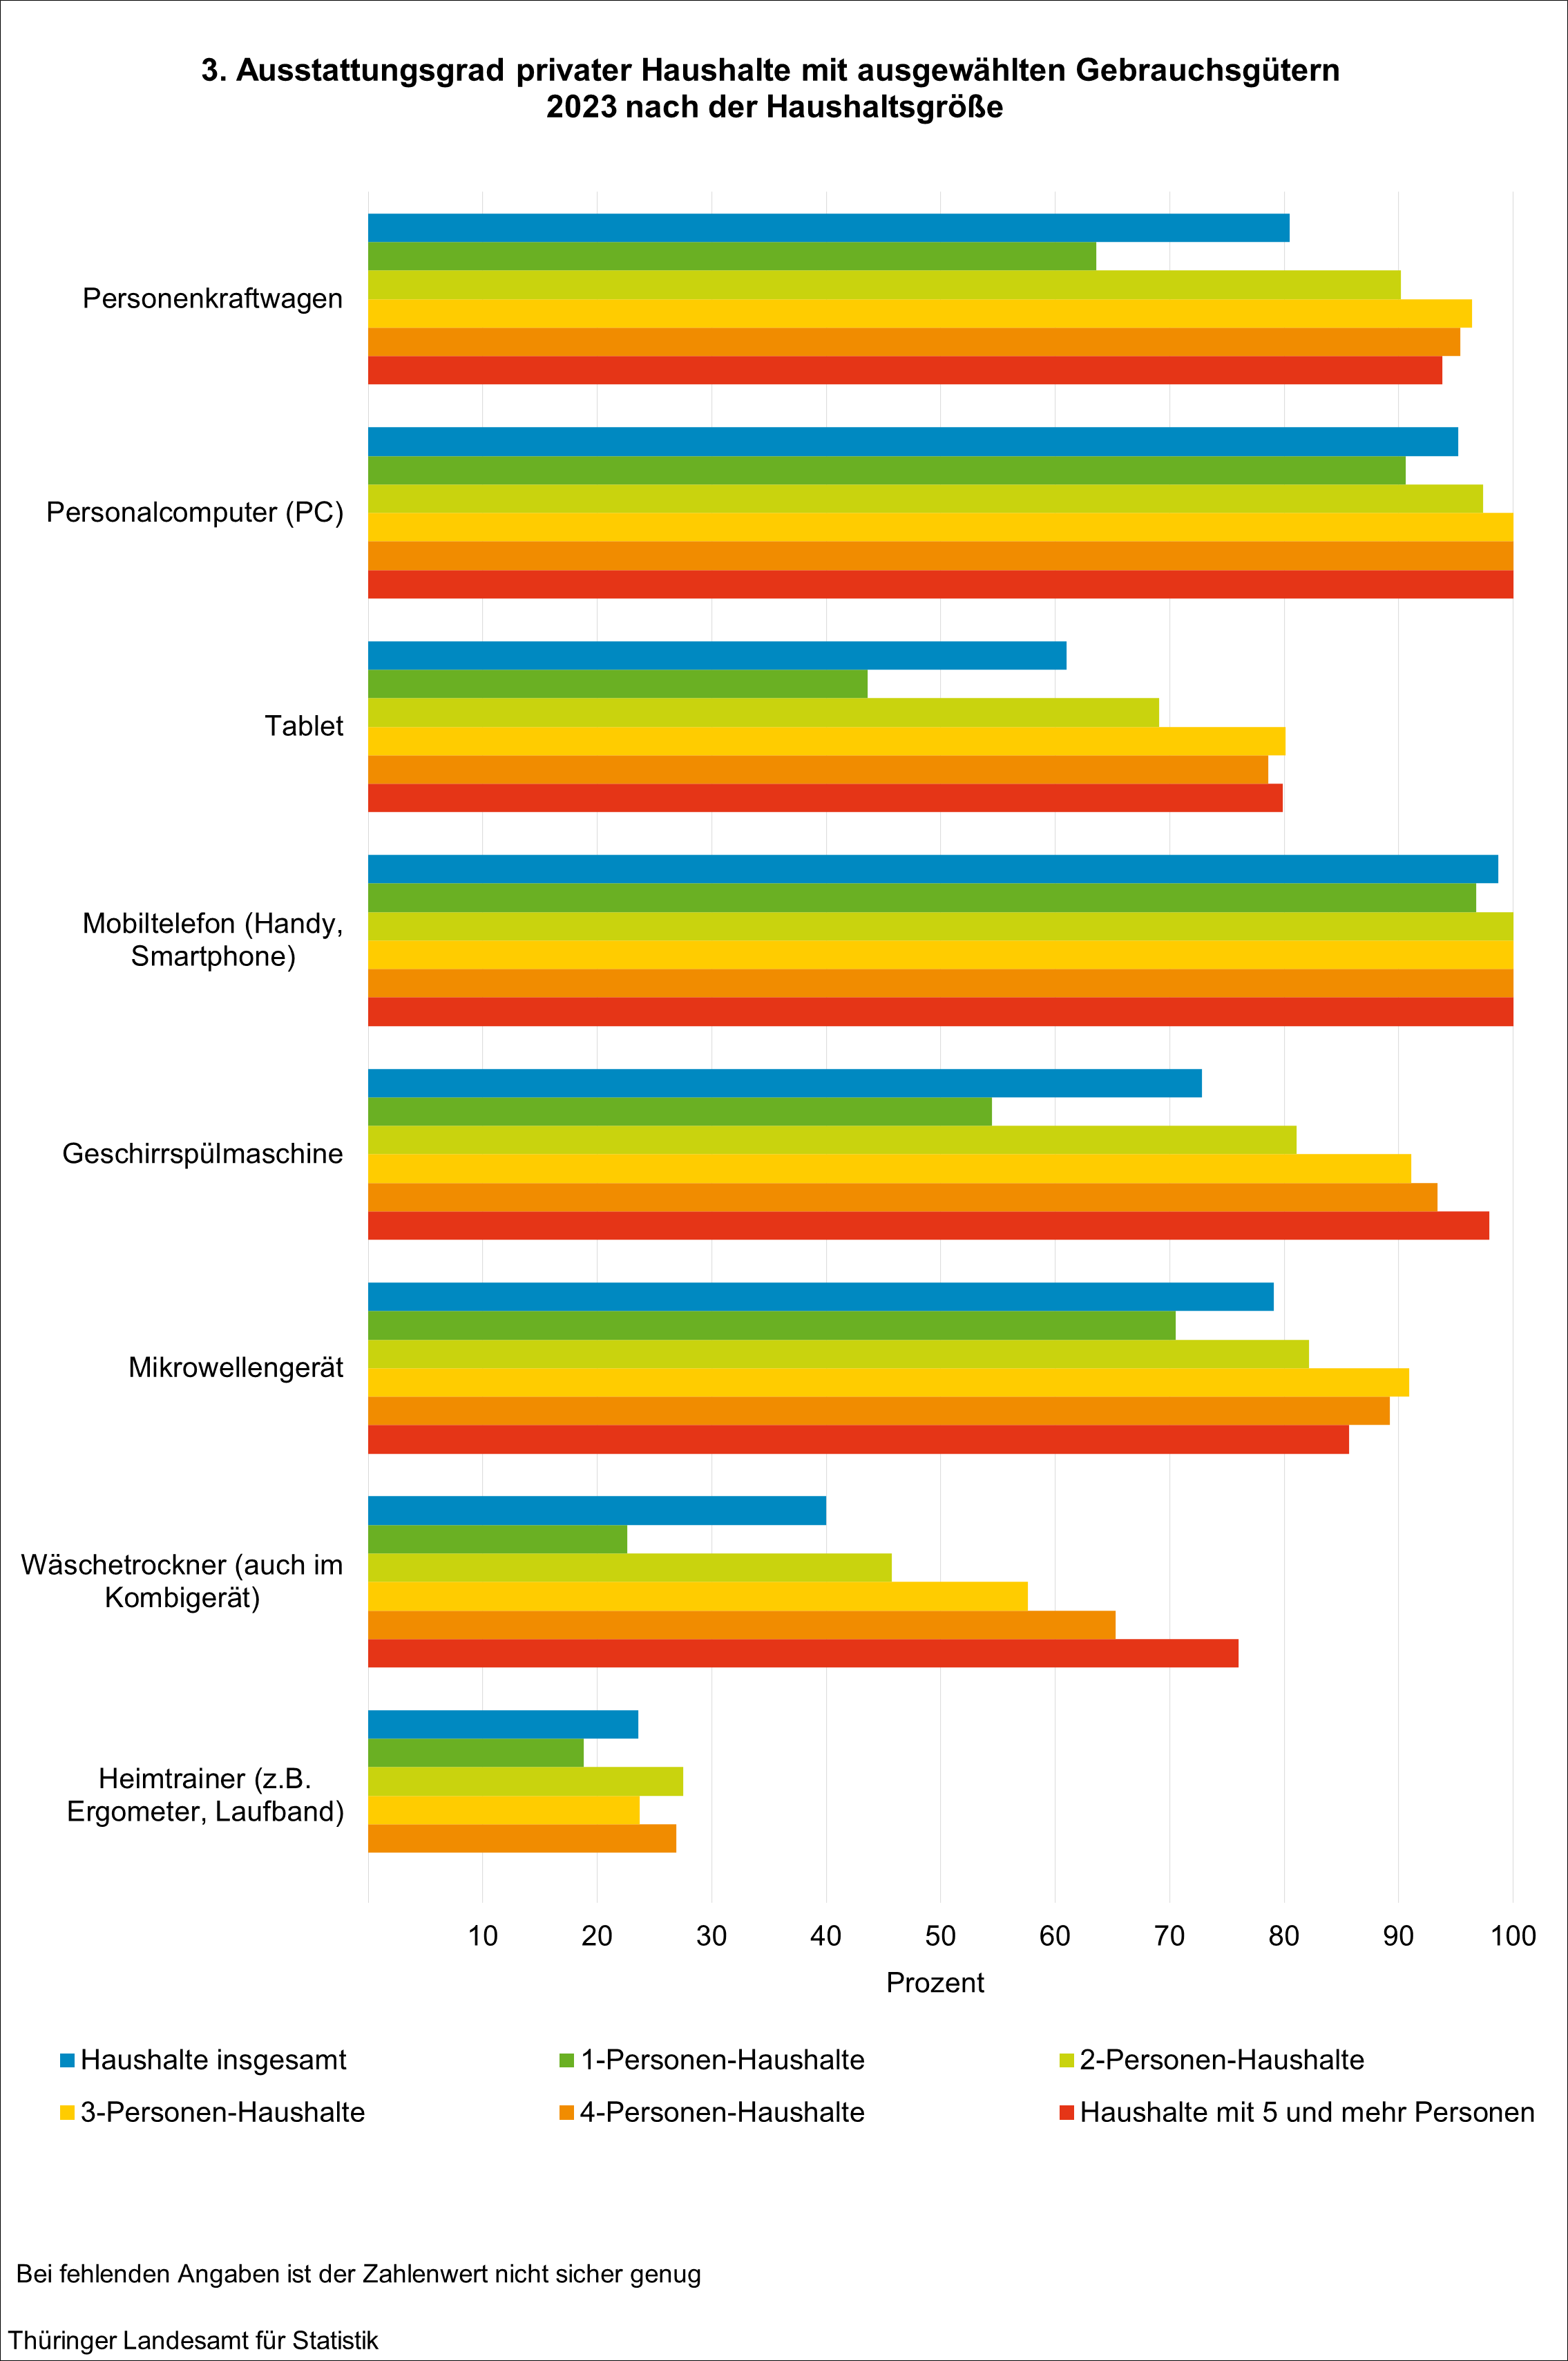 3. Ausstattungsgrad privater Haushalte mit ausgewählten Gebrauchsgütern
2023 nach der Haushaltsgröße
Personenkraftwagen
Personalcomputer (PC)
Tablet
Mobiltelefon (Handy,
Smartphone)
Geschirrspülmaschine
Mikrowellengerät
Wäschetrockner (auch im
Kombigerät)
Heimtrainer (z.B.
Ergometer, Laufband)
10 20 30 40 50 60 70 80 90 100
Prozent
Haushalte insgesamt 1-Personen-Haushalte 2-Personen-Haushalte
3-Personen-Haushalte 4-Personen-Haushalte Haushalte mit 5 und mehr Personen
Bei fehlenden Angaben ist der Zahlenwert nicht sicher genug
Thüringer Landesamt für Statistik